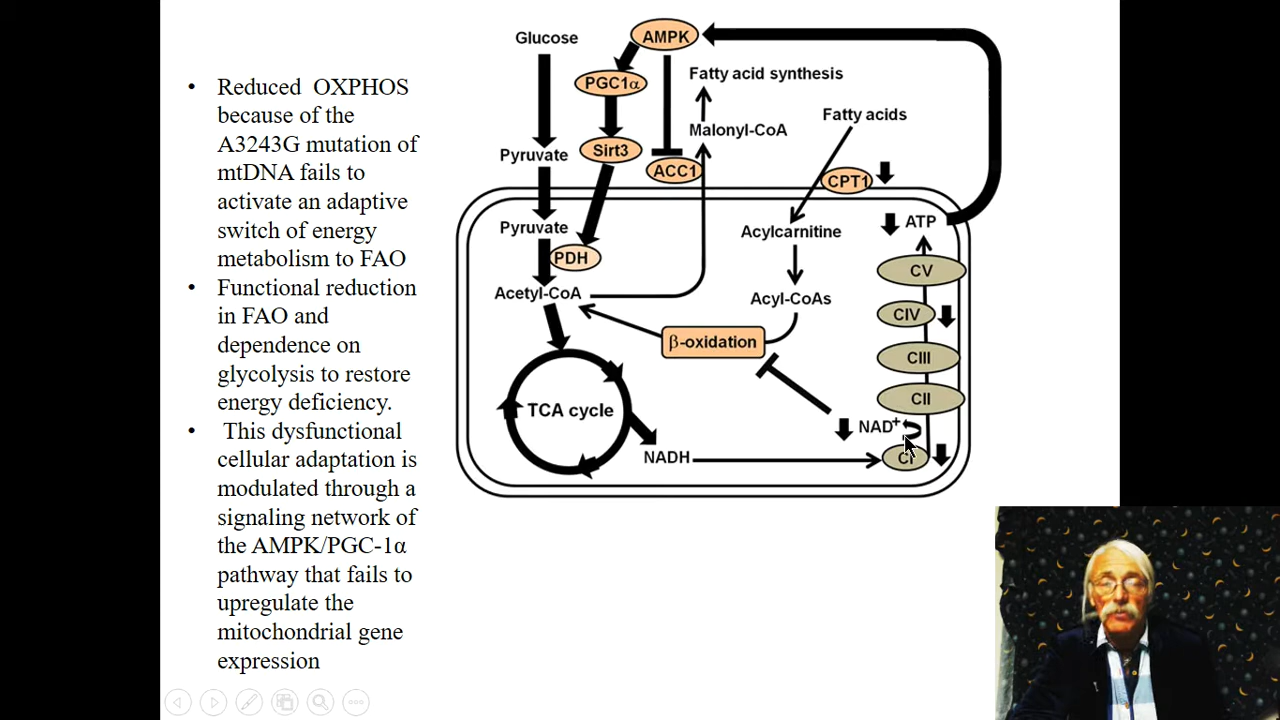 • Reduced OXPHOS
because of the
A3243G mutation of
mtDNA fails to
activate an adaptive
switch of energy
metabolism to FAO
• Functional reduction
in FAO and
dependence on
glycolysis to restore
energy deficiency.
• This dysfunctional
cellular adaptation is
modulated through a
signaling network of
the AMPK/PGC-1α
pathway that fails to
upregulate the
mitochondrial gene
expression
Glucose
AMPK
PGC1α
Fatty acid synthesis
Malonyl-CoA
Fatty acids
Pyruvate
Sirt3
ACC1
CPT1
Pyruvate
Acylcarnitine
ATP
PDH
CV
Acetyl-CoA
Acyl-CoAs
CIV
β-oxidation
CIII
CII
TCA cycle
NAD+
NADH
CI